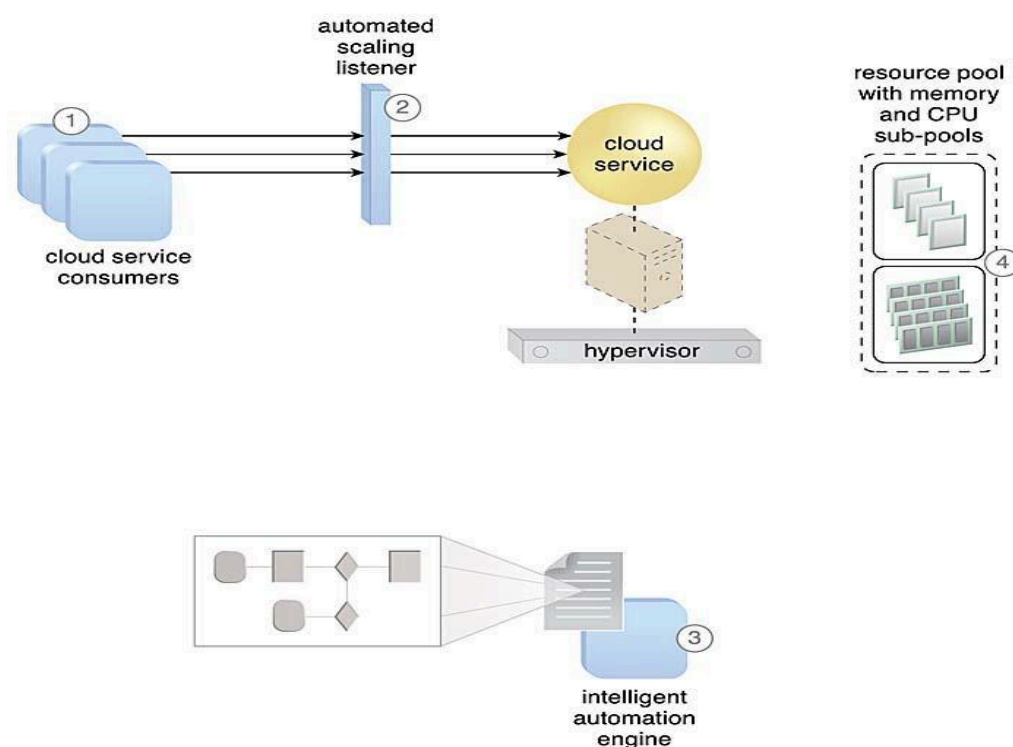 automated
scaling
listener
resource pool
with memory
and CPU
sub-pools
1
2
cloud
service
cloud service
consumers
4
hypervisor
3
intelligent
automation
engine